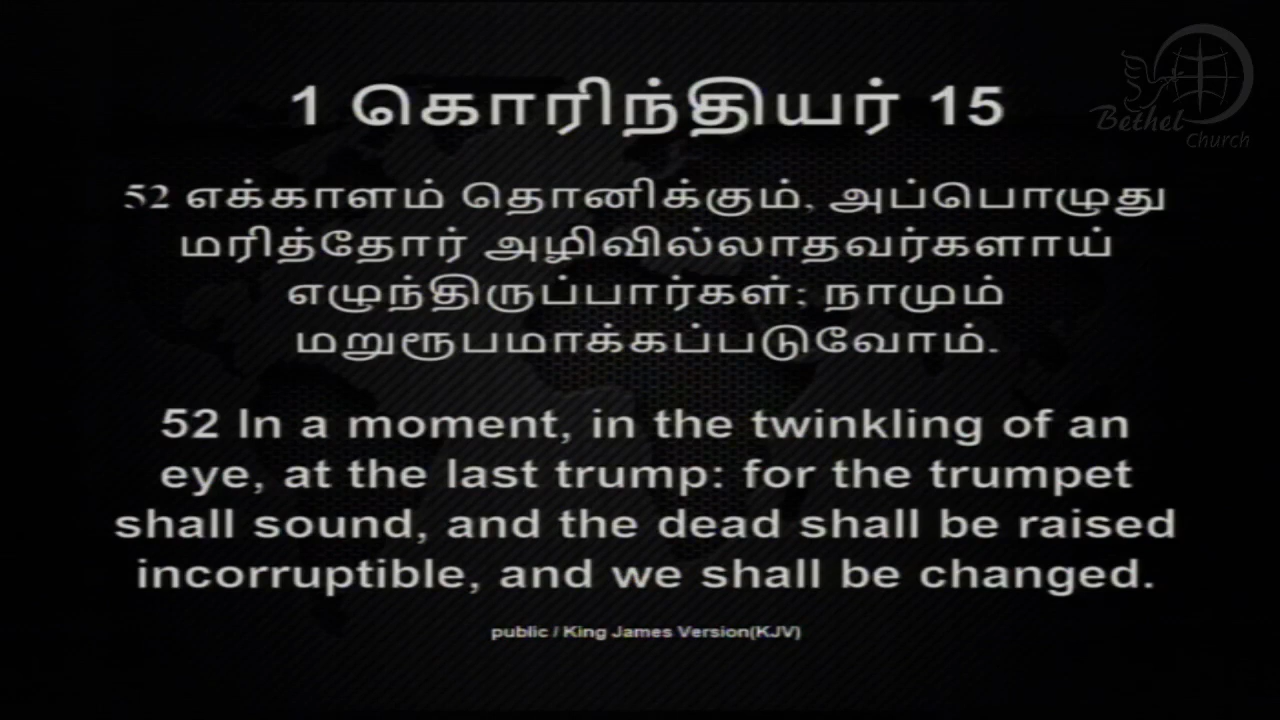 Bethel
Church
1 கொரிந்தியர் 15
52 எக்காளம் தொனிக்கும், அப்பொழுது
மரித்தோர் அழிவில்லாதவர்களாய்
எழுந்திருப்பார்கள்; நாமும்
மறுரூபமாக்கப்படுவோம்.
52 In a moment, in the twinkling of an
eye, at the last trump: for the trumpet
shall sound, and the dead shall be raised
incorruptible, and we shall be changed.
public / King James Version(KJV)